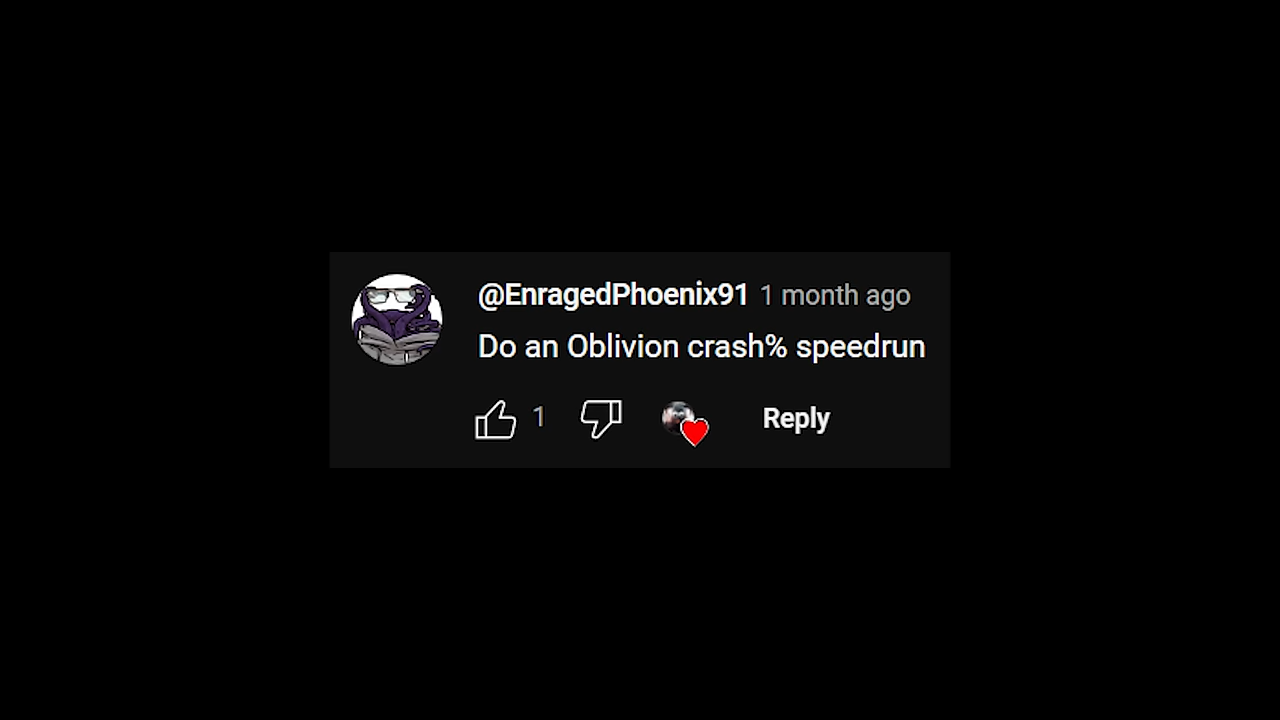 @EnragedPhoenix91 1 month ago
Do an Oblivion crash% speedrun
1 Reply